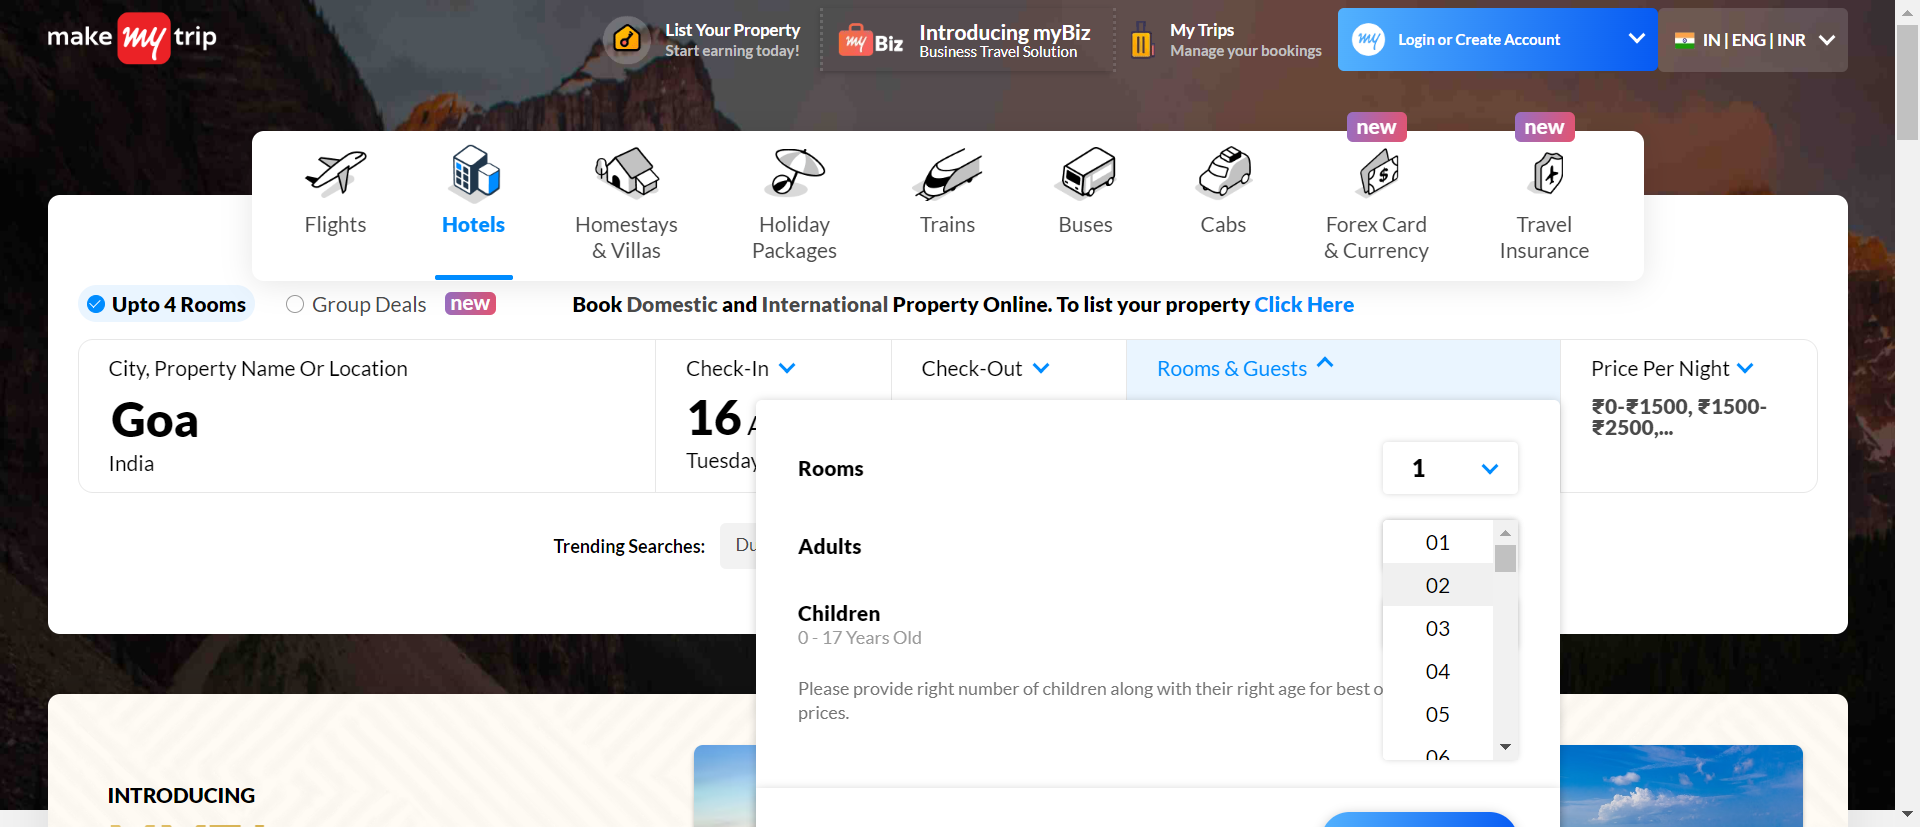 make my trip
List Your Property
Start earning today!
my Biz
Introducing myBiz
Business Travel Solution
My Trips
Manage your bookings
my
Login or Create Account
IN | ENG | INR
new
new
Flights
Hotels
Homestays
& Villas
Holiday
Packages
Trains
Buses
Cabs
Forex Card
& Currency
Travel
Insurance
Upto 4 Rooms
Group Deals
new
Book Domestic and International Property Online. To list your property Click Here
City, Property Name Or Location
Goa
India
Check-In
16
Tuesday
Check-Out
Rooms & Guests
Price Per Night
₹0-₹1500, ₹1500-
₹2500,...
Rooms
1
Adults
01
02
03
04
05
06
Children
0 - 17 Years Old
Please provide right number of children along with their right age for best
prices.
Trending Searches:
INTRODUCING